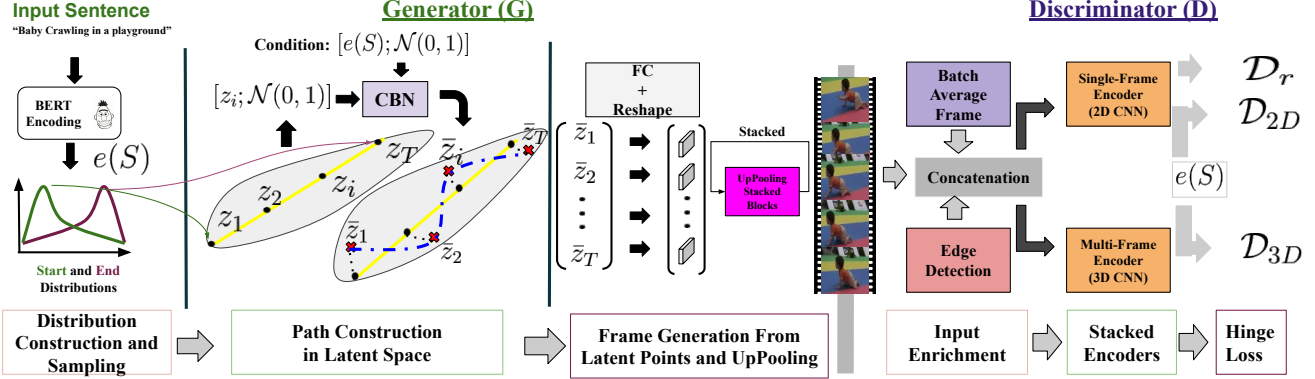 Input Sentence
“Baby Crawling in a playground”
BERT
Encoding
e(S)
Start and End
Distributions
Distribution
Construction and
Sampling
Generator (G)
Condition: [e(S); N(0, 1)]
[z_i; N(0, 1)]
CBN
z_1
z_2
z_i
z_T
z̅_1
z̅_2
z̅_i
z̅_T
Path Construction
in Latent Space
FC
+
Reshape
z̅_1
z̅_2
z̅_T
Stacked
UpPooling
Stacked
Blocks
Frame Generation From
Latent Points and UpPooling
Discriminator (D)
Batch
Average
Frame
Concatenation
Edge
Detection
Single-Frame
Encoder
(2D CNN)
Multi-Frame
Encoder
(3D CNN)
D_r
D_2D
e(S)
D_3D
Input
Enrichment
Stacked
Encoders
Hinge
Loss